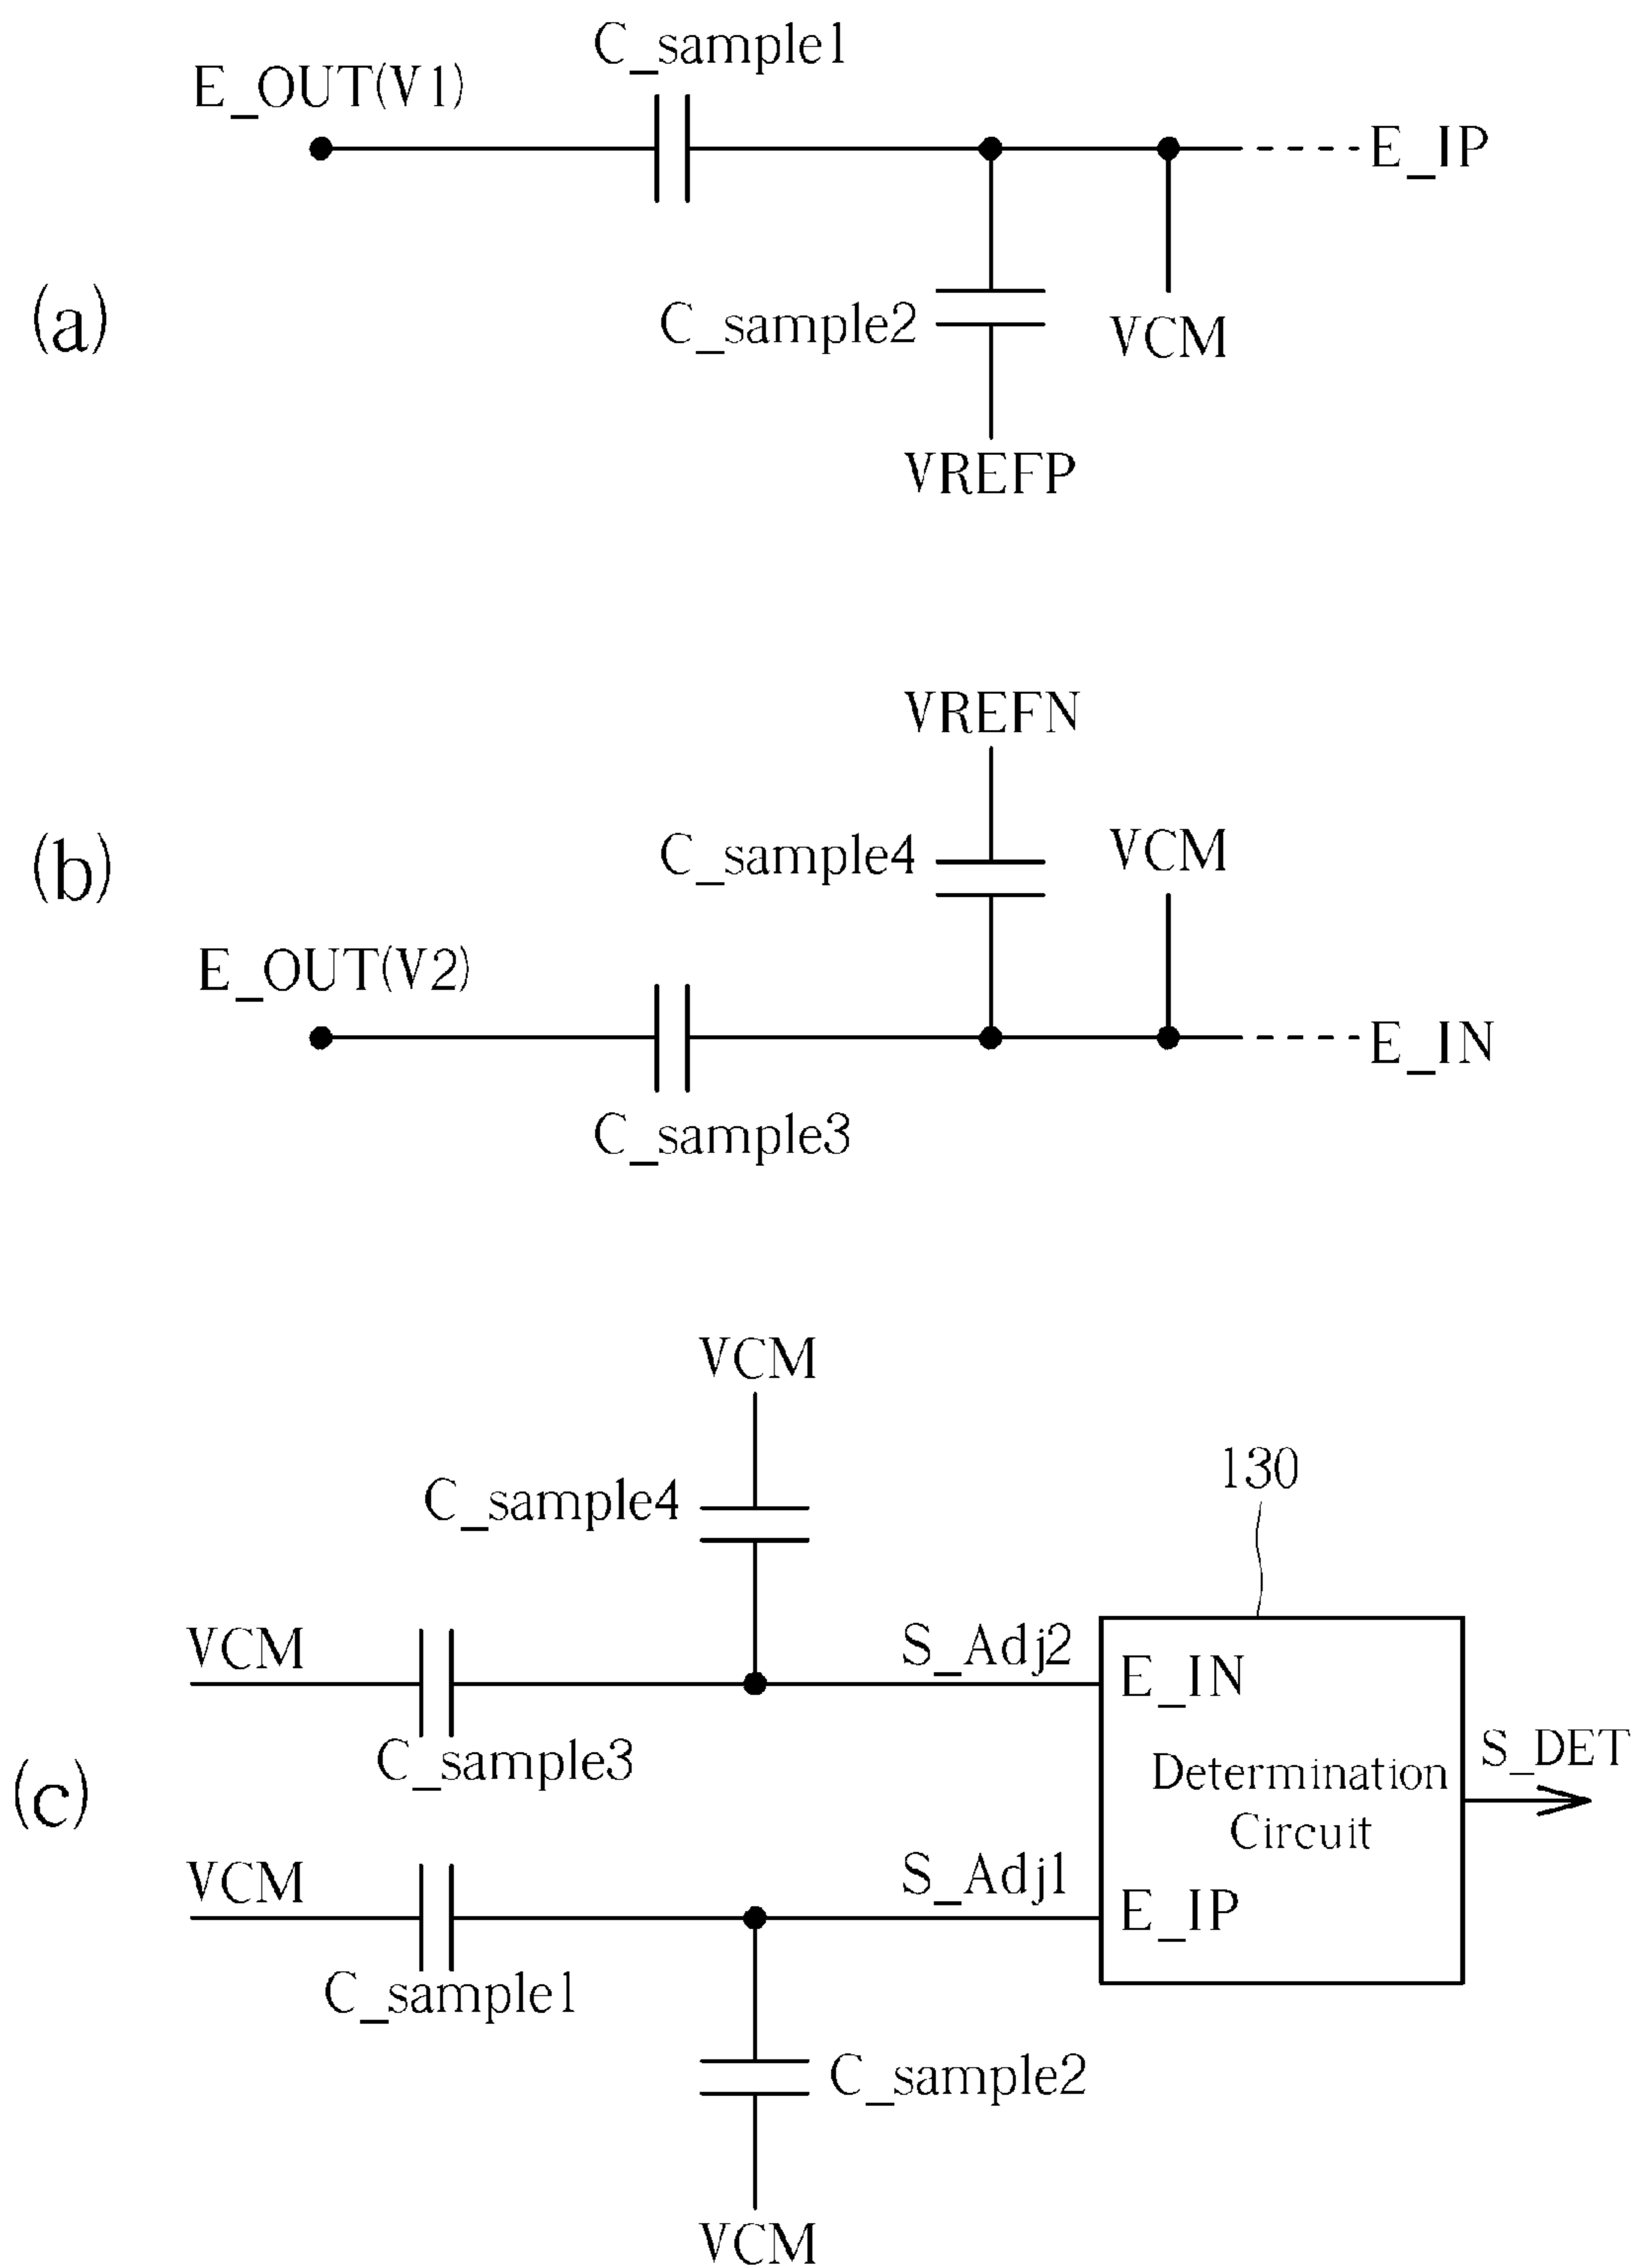 C_sample1
E_OUT(V1)
E_IP
(a)
C_sample2
VCM
VREFP
VREFN
(b)
C_sample4
VCM
E_OUT(V2)
E_IN
C_sample3
VCM
130
C_sample4
VCM
S_Adj2
E_IN
C_sample3
S_DET
(c)
Determination
Circuit
VCM
S_Adj1
E_IP
C_sample1
C_sample2
VCM